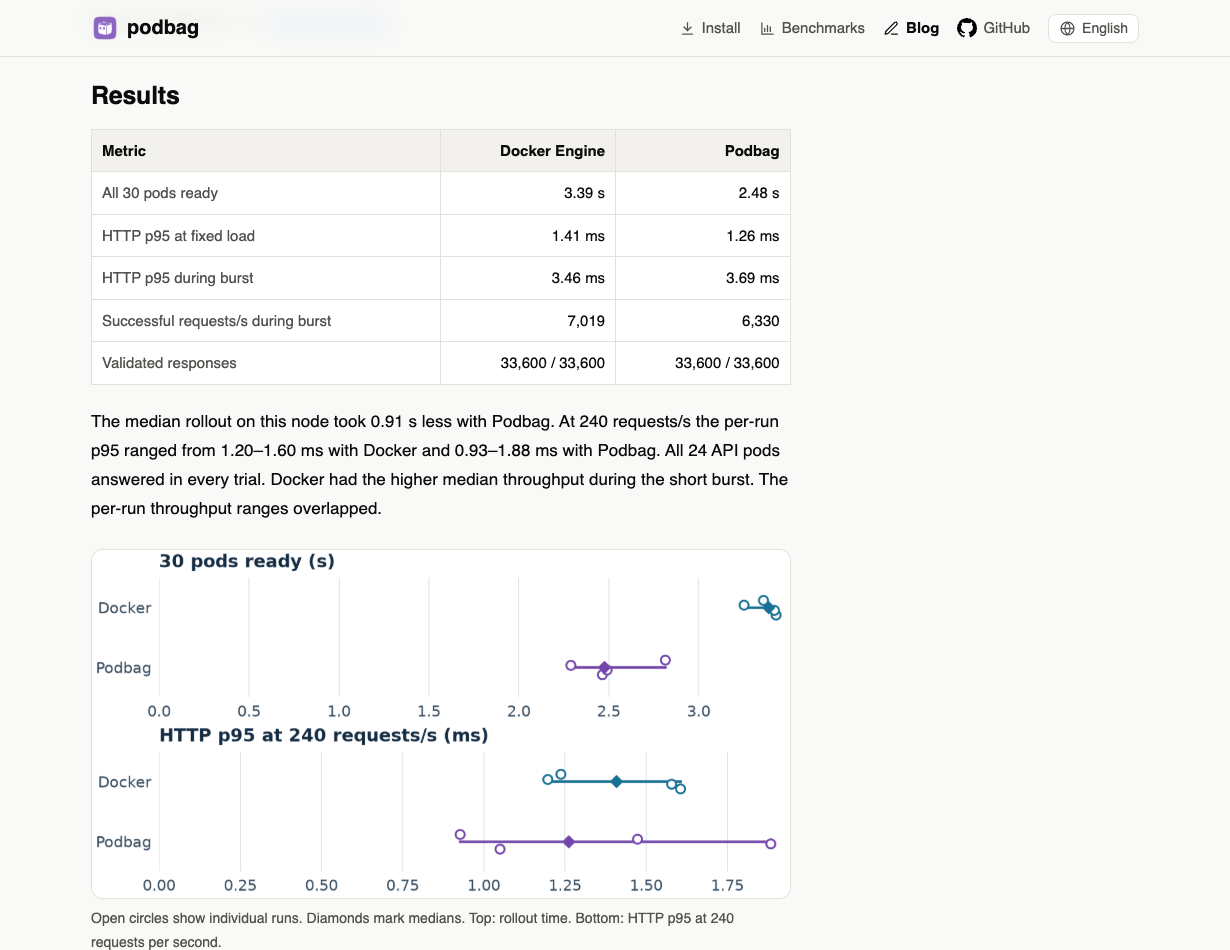 podbag
Install
Benchmarks
Blog
GitHub
English
Results
Metric Docker Engine Podbag
All 30 pods ready 3.39 s 2.48 s
HTTP p95 at fixed load 1.41 ms 1.26 ms
HTTP p95 during burst 3.46 ms 3.69 ms
Successful requests/s during burst 7,019 6,330
Validated responses 33,600 / 33,600 33,600 / 33,600
The median rollout on this node took 0.91 s less with Podbag. At 240 requests/s the per-run
p95 ranged from 1.20–1.60 ms with Docker and 0.93–1.88 ms with Podbag. All 24 API pods
answered in every trial. Docker had the higher median throughput during the short burst. The
per-run throughput ranges overlapped.
30 pods ready (s)
Docker
Podbag
0.0 0.5 1.0 1.5 2.0 2.5 3.0
HTTP p95 at 240 requests/s (ms)
Docker
Podbag
0.00 0.25 0.50 0.75 1.00 1.25 1.50 1.75
Open circles show individual runs. Diamonds mark medians. Top: rollout time. Bottom: HTTP p95 at 240
requests per second.